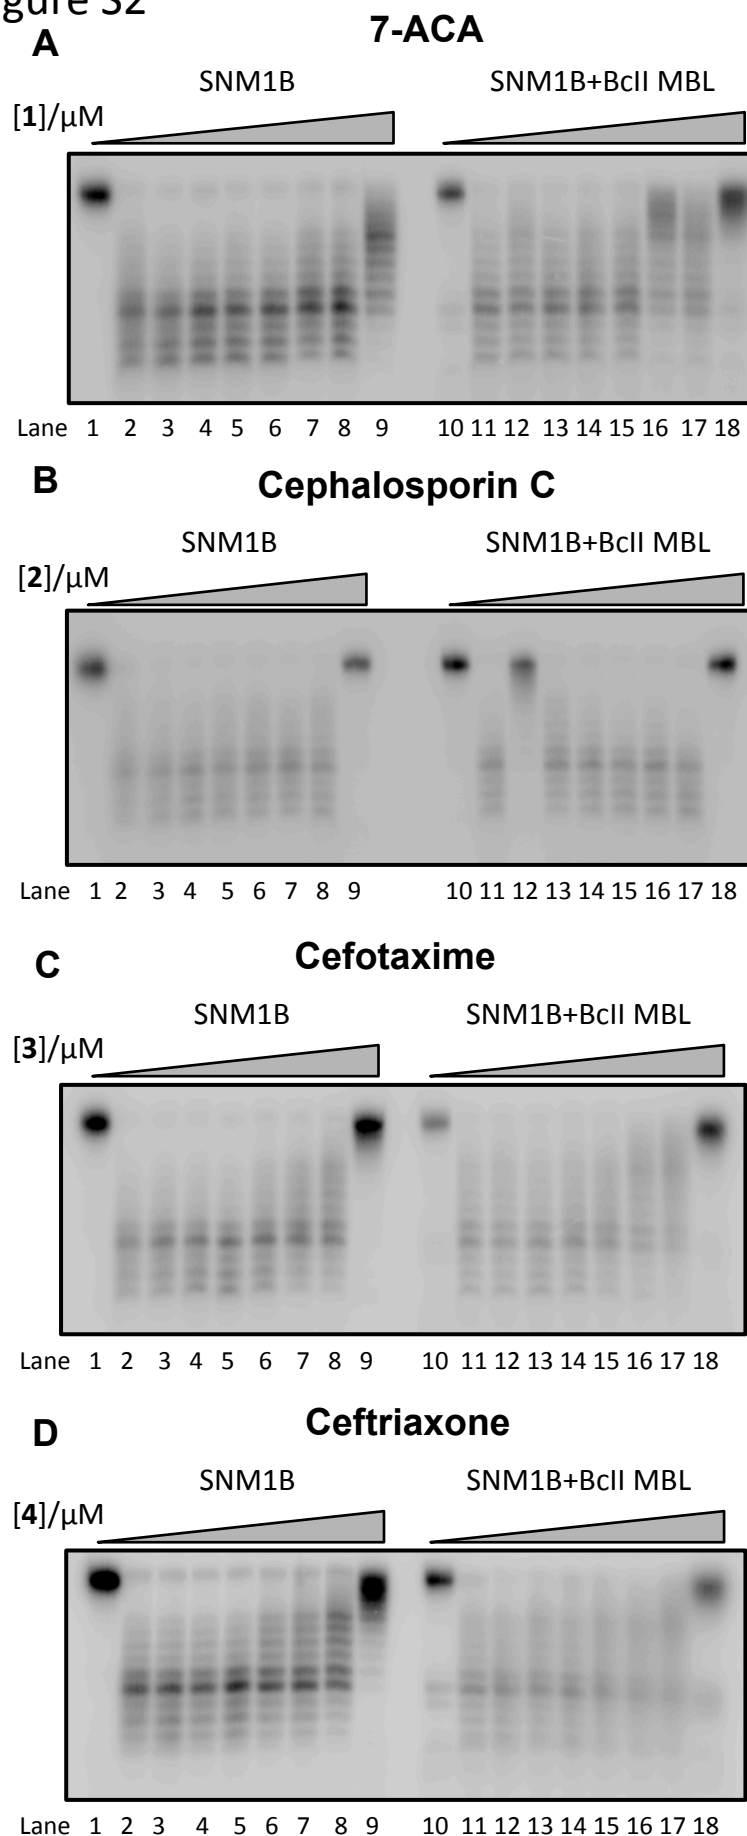 gure S2
A
7-ACA
SNM1B SNM1B+BcII MBL
[1]/μM
Lane 1 2 3 4 5 6 7 8 9 10 11 12 13 14 15 16 17 18
B
Cephalosporin C
SNM1B SNM1B+BcII MBL
[2]/μM
Lane 1 2 3 4 5 6 7 8 9 10 11 12 13 14 15 16 17 18
C
Cefotaxime
SNM1B SNM1B+BcII MBL
[3]/μM
Lane 1 2 3 4 5 6 7 8 9 10 11 12 13 14 15 16 17 18
D
Ceftriaxone
SNM1B SNM1B+BcII MBL
[4]/μM
Lane 1 2 3 4 5 6 7 8 9 10 11 12 13 14 15 16 17 18